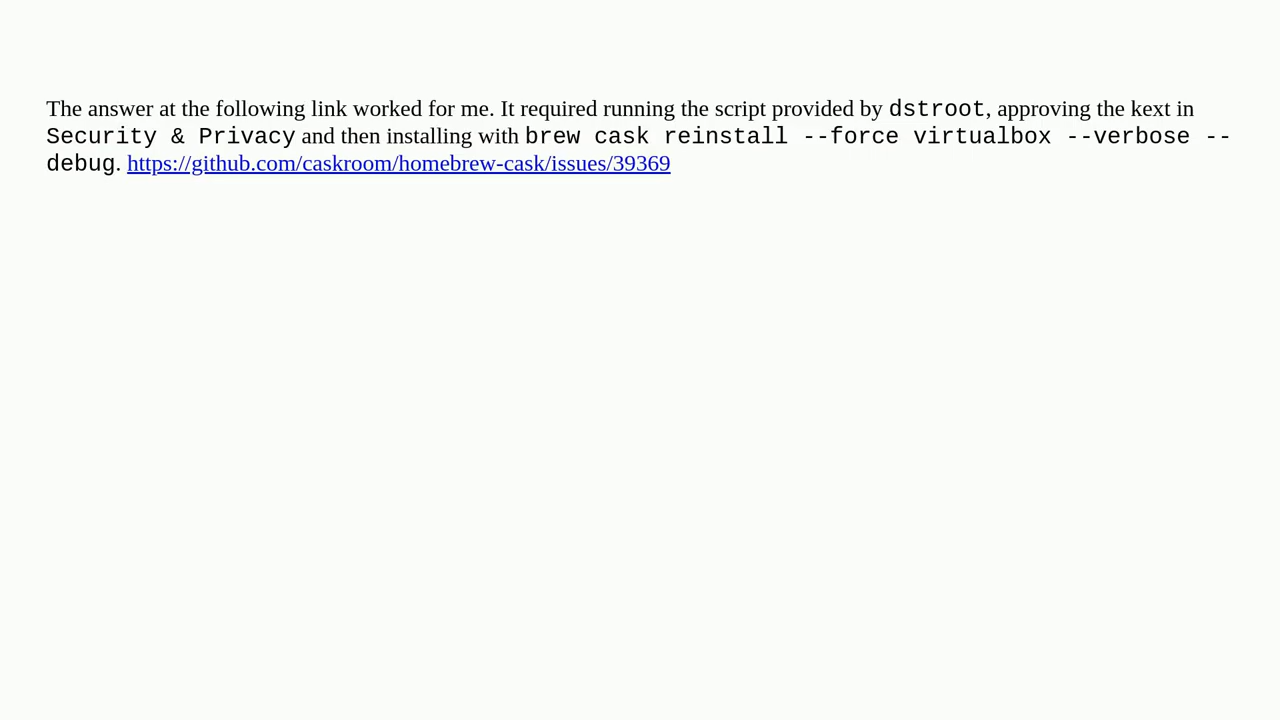 The answer at the following link worked for me. It required running the script provided by dstroot, approving the kext in
Security & Privacy and then installing with brew cask reinstall --force virtualbox --verbose --
debug. https://github.com/caskroom/homebrew-cask/issues/39369